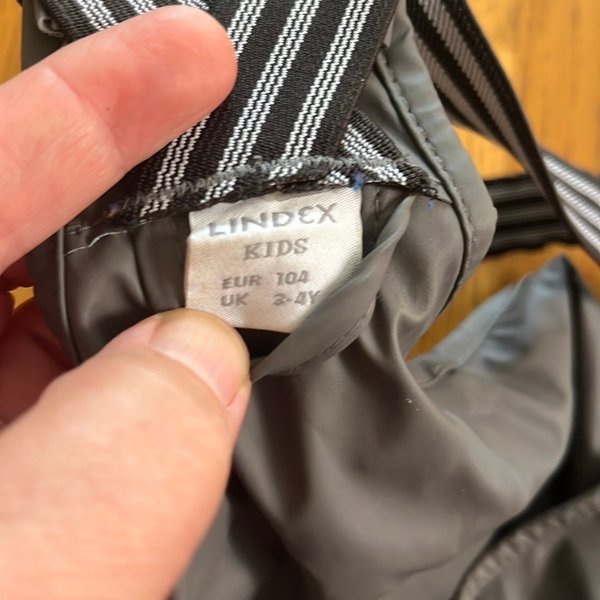 LINDEX
KIDS
EUR 104
UK 3-4Y